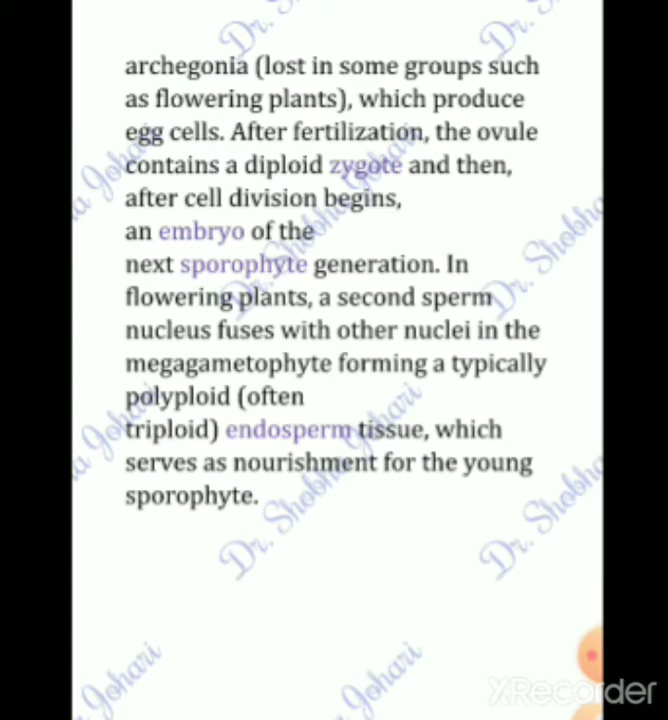 archegonia (lost in some groups such
as flowering plants), which produce
egg cells. After fertilization, the ovule
contains a diploid zygote and then,
after cell division begins,
an embryo of the
next sporophyte generation. In
flowering plants, a second sperm
nucleus fuses with other nuclei in the
megagametophyte forming a typically
polyploid (often
triploid) endosperm tissue, which
serves as nourishment for the young
sporophyte.
Dr. Shobha Johari
XRecorder